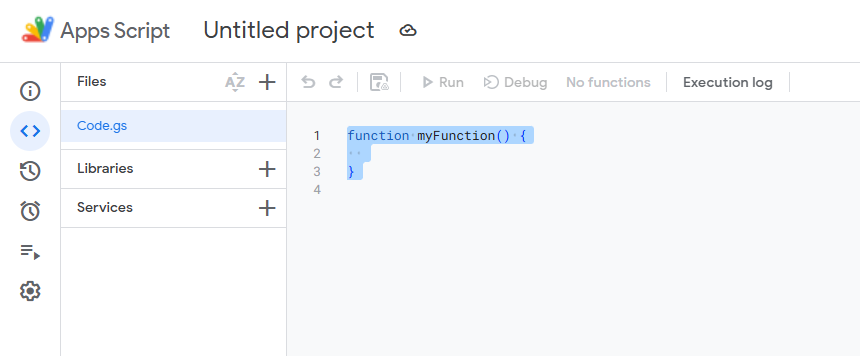 Apps Script Untitled project
Files AZ
Run Debug No functions Execution log
Code.gs
Libraries
Services
1 function myFunction() {
2
3 }
4